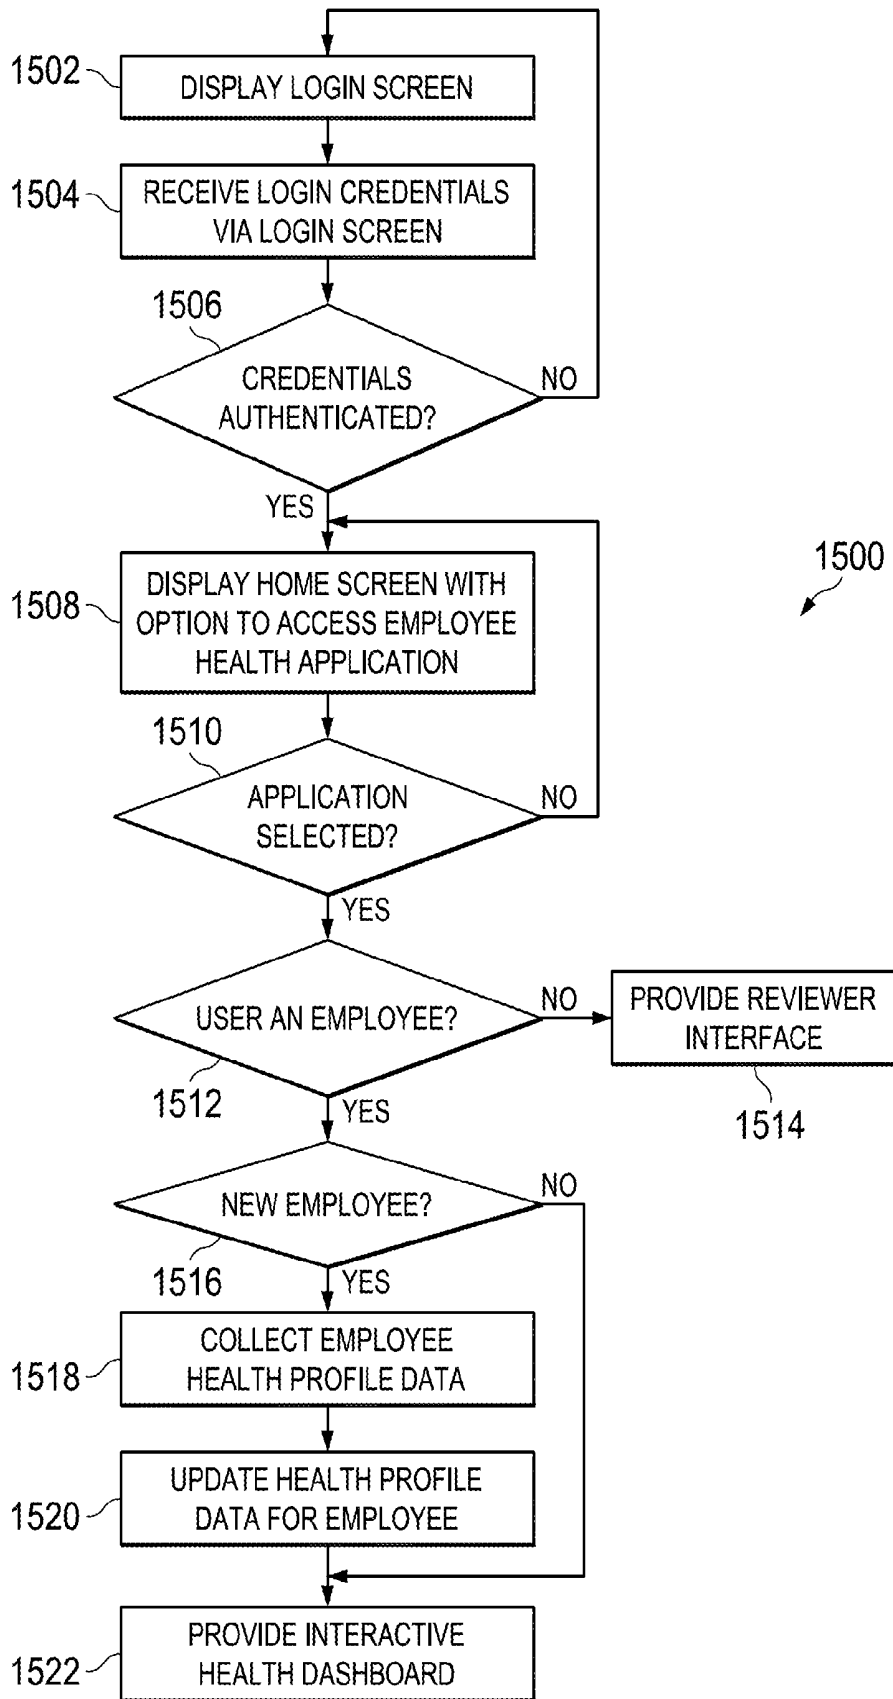 1502
DISPLAY LOGIN SCREEN
1504
RECEIVE LOGIN CREDENTIALS
VIA LOGIN SCREEN
1506
CREDENTIALS
AUTHENTICATED?
NO
YES
1500
1508
DISPLAY HOME SCREEN WITH
OPTION TO ACCESS EMPLOYEE
HEALTH APPLICATION
1510
APPLICATION
SELECTED?
NO
YES
USER AN EMPLOYEE?
NO
PROVIDE REVIEWER
INTERFACE
1512
YES
1514
NEW EMPLOYEE?
NO
1516
YES
1518
COLLECT EMPLOYEE
HEALTH PROFILE DATA
1520
UPDATE HEALTH PROFILE
DATA FOR EMPLOYEE
1522
PROVIDE INTERACTIVE
HEALTH DASHBOARD